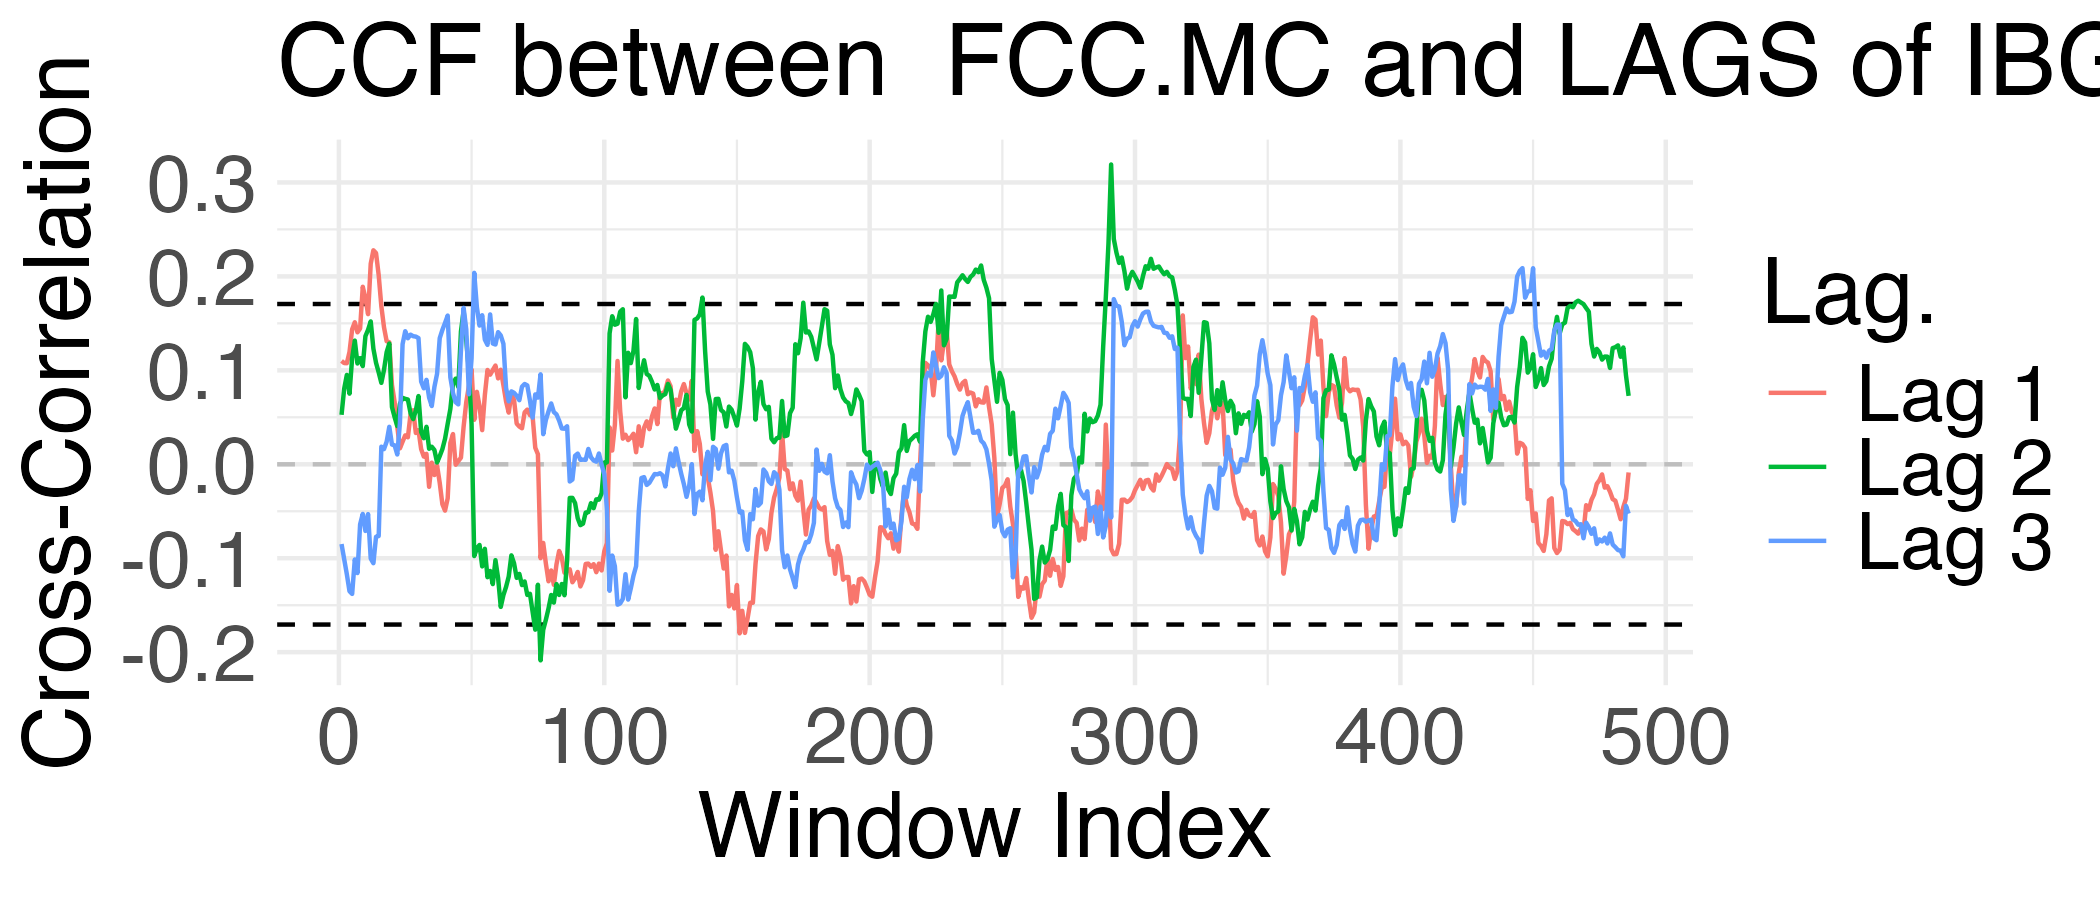 CCF between FCC.MC and LAGS of
Cross-Correlation
0.3
0.2
0.1
0.0
-0.1
-0.2
0
100
200
300
400
500
Window Index
Lag.
Lag 1
Lag 2
Lag 3